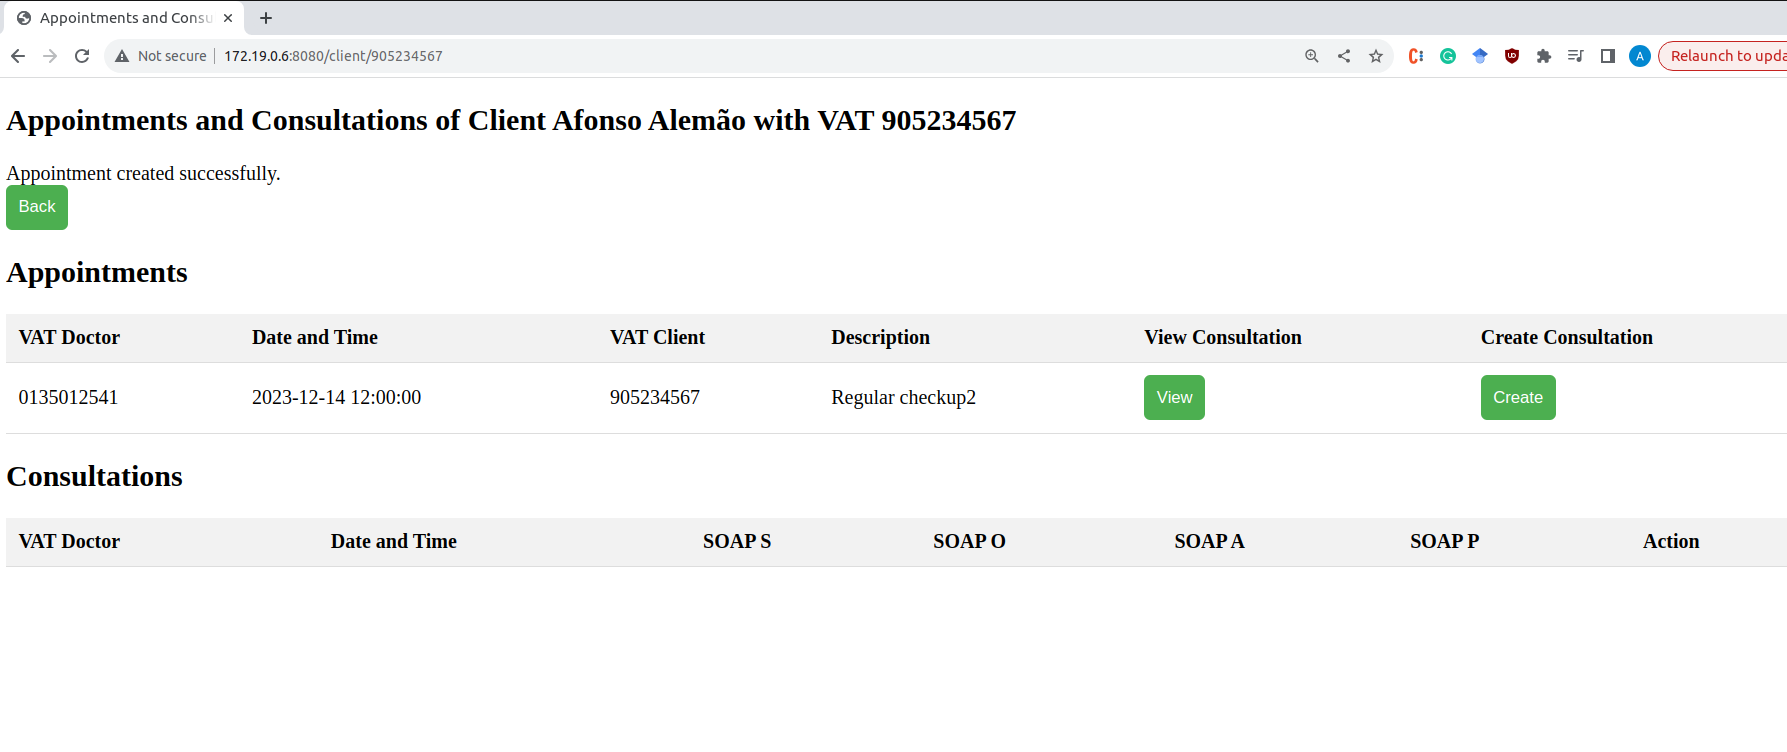 Appointments and Consu
Not secure 172.19.0.6:8080/client/905234567
A
Relaunch to upda
Appointments and Consultations of Client Afonso Alemão with VAT 905234567
Appointment created successfully.
Back
Appointments
VAT Doctor Date and Time VAT Client Description View Consultation Create Consultation
0135012541 2023-12-14 12:00:00 905234567 Regular checkup2 View Create
Consultations
VAT Doctor Date and Time SOAP S SOAP O SOAP A SOAP P Action